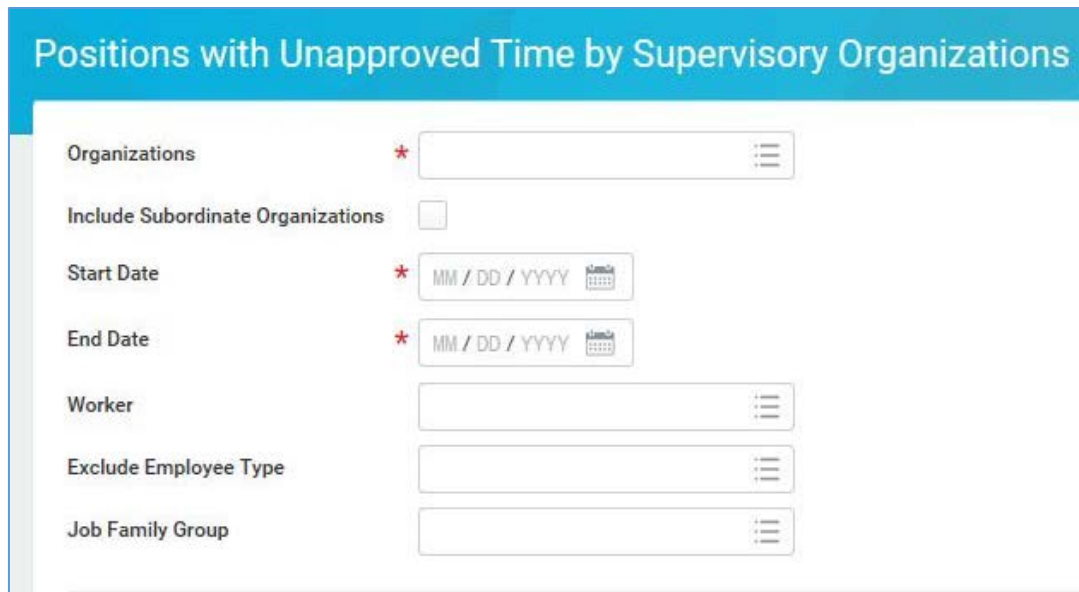 Positions with Unapproved Time by Supervisory Organizations
Organizations *
Include Subordinate Organizations
Start Date * MM / DD / YYYY
End Date * MM / DD / YYYY
Worker
Exclude Employee Type
Job Family Group